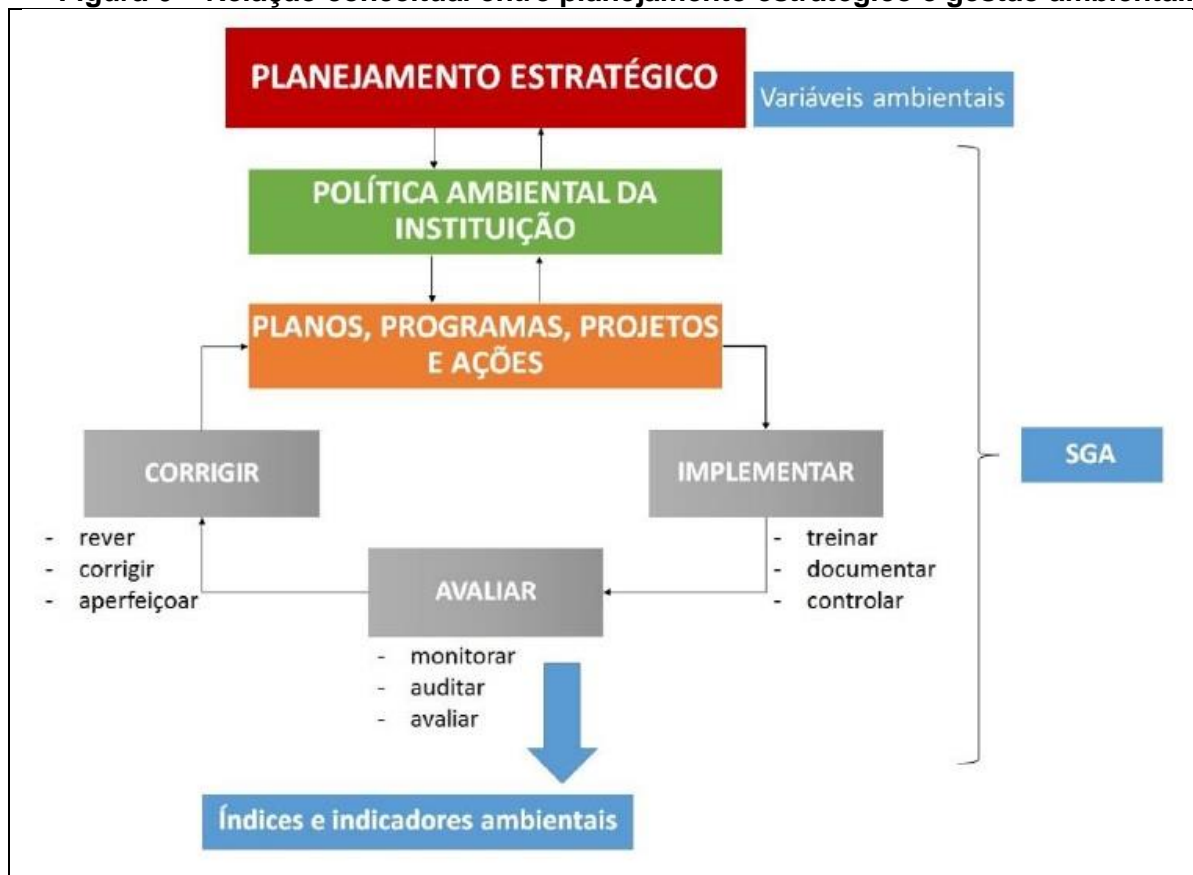 PLANEJAMENTO ESTRATÉGICO
Variáveis ambientais
POLÍTICA AMBIENTAL DA
INSTITUIÇÃO
PLANOS, PROGRAMAS, PROJETOS
E AÇÕES
CORRIGIR
- rever
- corrigir
- aperfeiçoar
IMPLEMENTAR
- treinar
- documentar
- controlar
AVALIAR
- monitorar
- auditar
- avaliar
SGA
Índices e indicadores ambientais